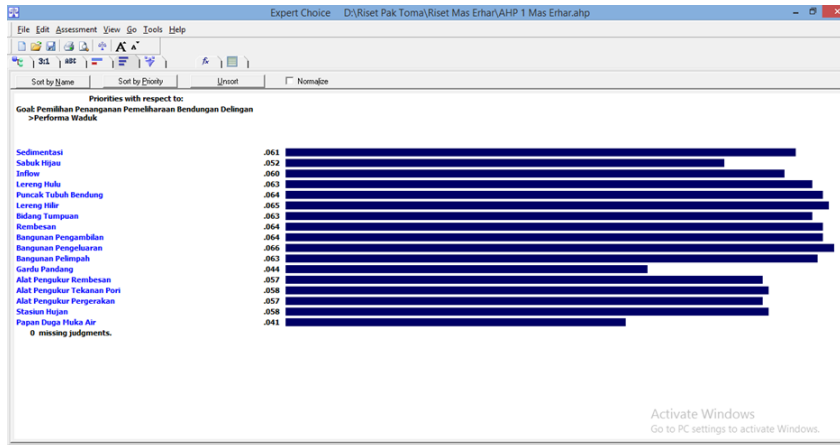 Expert Choice D:\Riset Pak Toma\Riset Mas Erhar\AHP 1 Mas Erhar.ahp
File Edit Assessment View Go Tools Help
3:1 ABC
Sort by Name Sort by Priority Unsort Normalize
Priorities with respect to:
Goal: Pemilihan Penanganan Pemeliharaan Bendungan Delingan
>Performa Waduk
Sedimentasi .061
Sabuk Hijau .052
Inflow .060
Lereng Hulu .063
Puncak Tubuh Bendung .064
Lereng Hilir .065
Bidang Tumpuan .063
Rembesan .064
Bangunan Pengambilan .064
Bangunan Pengeluaran .066
Bangunan Pelimpah .063
Gardu Pandang .044
Alat Pengukur Rembesan .057
Alat Pengukur Tekanan Pori .058
Alat Pengukur Pergerakan .057
Stasiun Hujan .058
Papan Duga Muka Air .041
0 missing judgments.
Activate Windows
Go to PC settings to activate Windows.